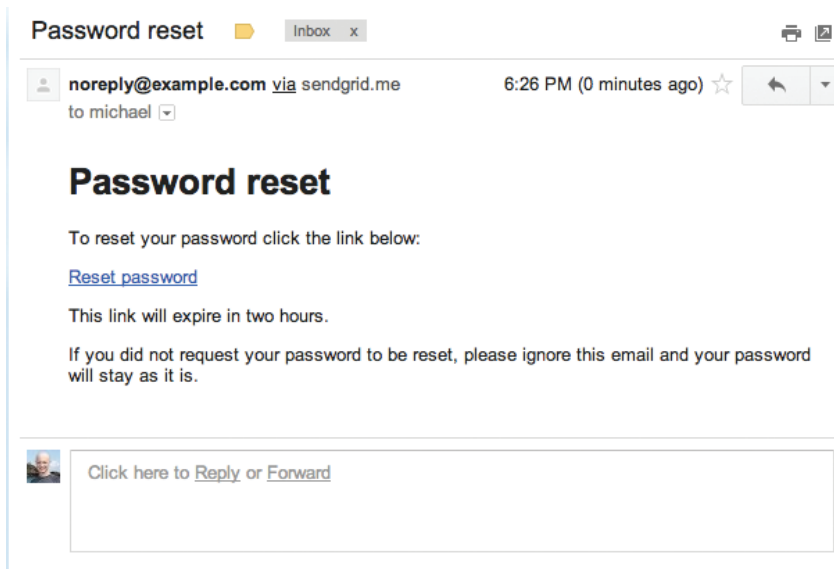 Password reset Inbox x
noreply@example.com via sendgrid.me 6:26 PM (0 minutes ago)
to michael
Password reset
To reset your password click the link below:
Reset password
This link will expire in two hours.
If you did not request your password to be reset, please ignore this email and your password
will stay as it is.
Click here to Reply or Forward